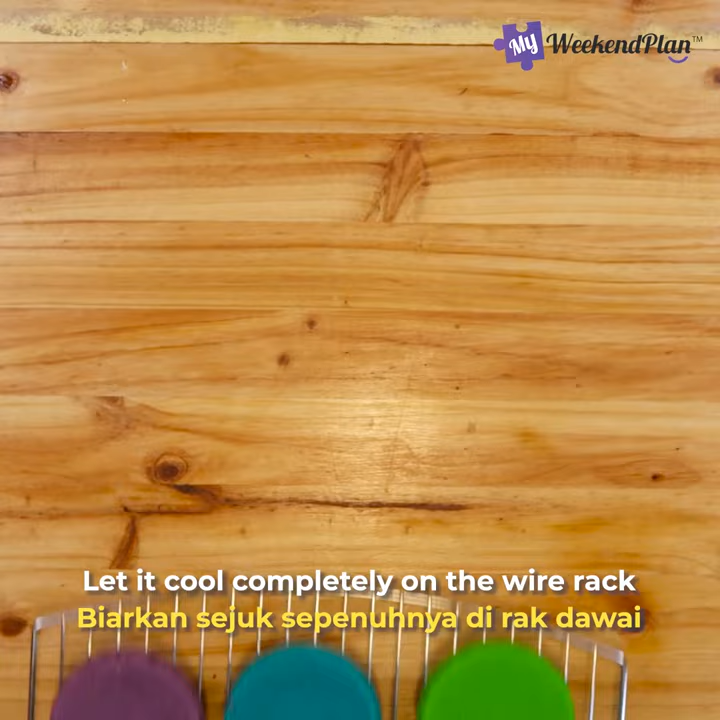 My WeekendPlan™
Let it cool completely on the wire rack
Biarkan sejuk sepenuhnya di rak dawai